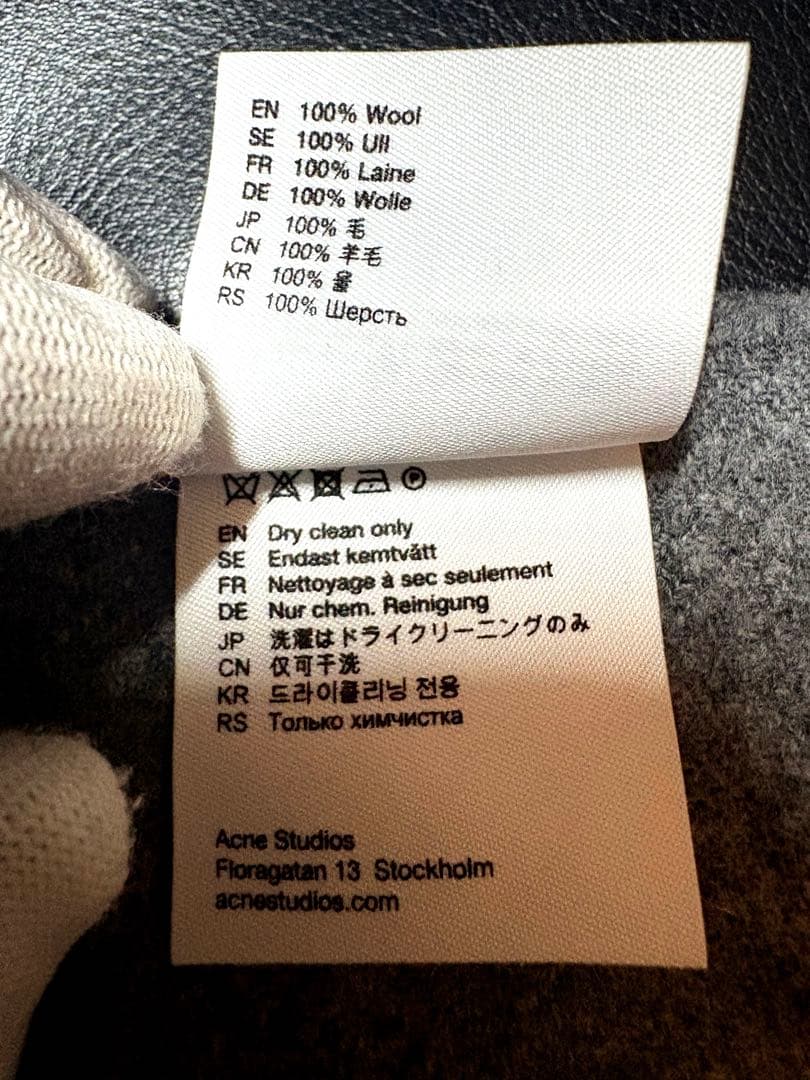 EN 100% Wool
SE 100% Ull
FR 100% Laine
DE 100% Wolle
JP 100% 毛
CN 100% 羊毛
KR 100% 울
RS 100% Шерсть
P
EN Dry clean only
SE Endast kemtvått
FR Nettoyage à sec seulement
DE Nur chem. Reinigung
JP 洗濯はドライクリーニングのみ
CN 仅可干洗
KR 드라이클리닝 전용
RS Только химчистка
Acne Studios
Floragatan 13 Stockholm
acnestudios.com